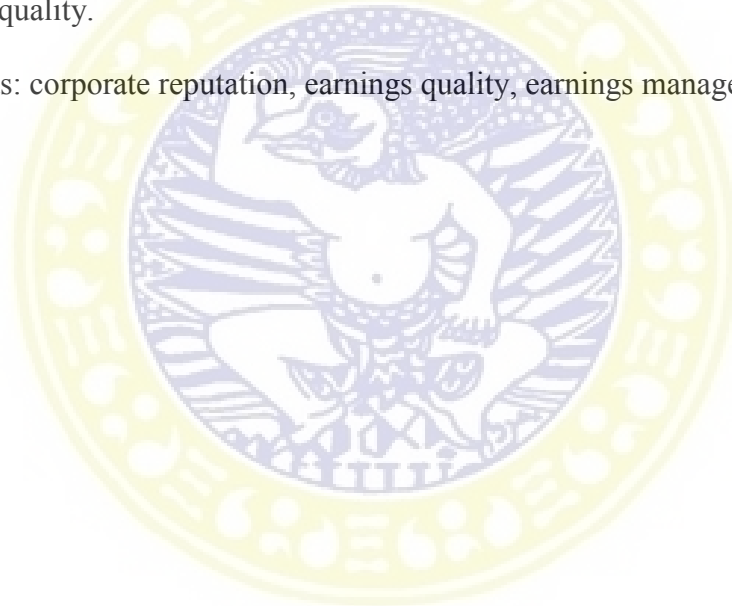 quality.
s: corporate reputation, earnings quality, earnings manage